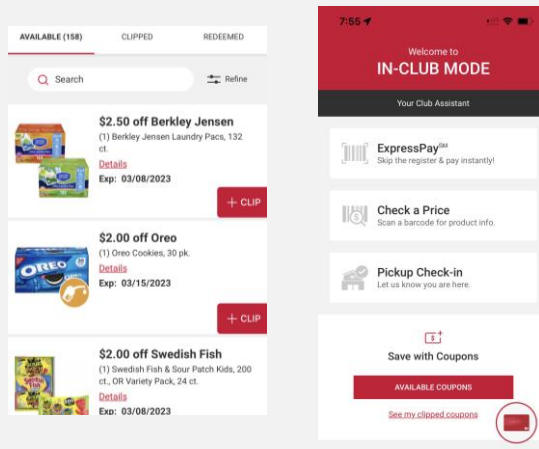 AVAILABLE (158) CLIPPED REDEEMED
Search Refine
$2.50 off Berkley Jensen
(1) Berkley Jensen Laundry Pacs, 132
ct.
Details
Exp: 03/08/2023
+ CLIP
OREO
$2.00 off Oreo
(1) Oreo Cookies, 30 pk.
Details
Exp: 03/15/2023
+ CLIP
$2.00 off Swedish Fish
(1) Swedish Fish & Sour Patch Kids, 200
ct., OR Variety Pack, 24 ct.
Details
Exp: 03/08/2023
7:55
Welcome to
IN-CLUB MODE
Your Club Assistant
ExpressPay℠
Skip the register & pay instantly!
Check a Price
Scan a barcode for product info.
Pickup Check-in
Let us know you are here.
Save with Coupons
AVAILABLE COUPONS
See my clipped coupons